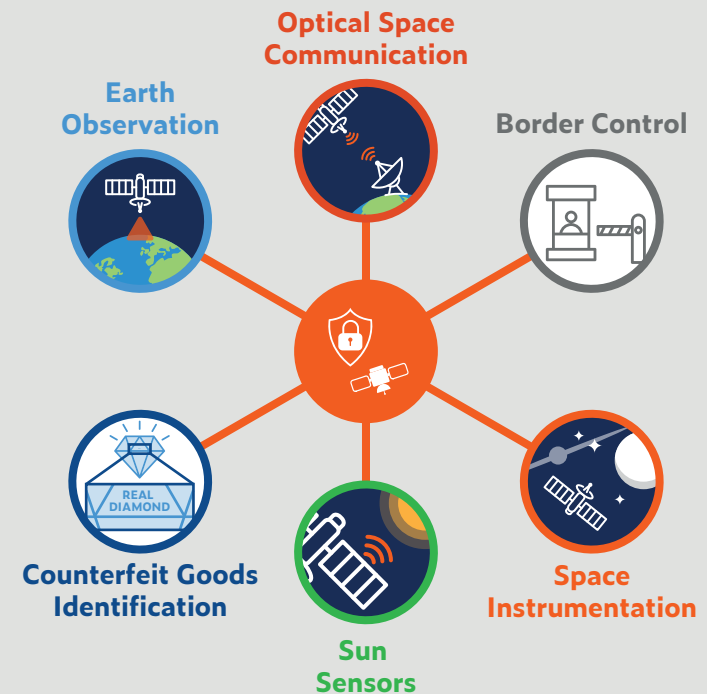 Optical Space
Communication
Earth
Observation
Border Control
REAL
DIAMOND
Counterfeit Goods
Identification
Space
Instrumentation
Sun
Sensors